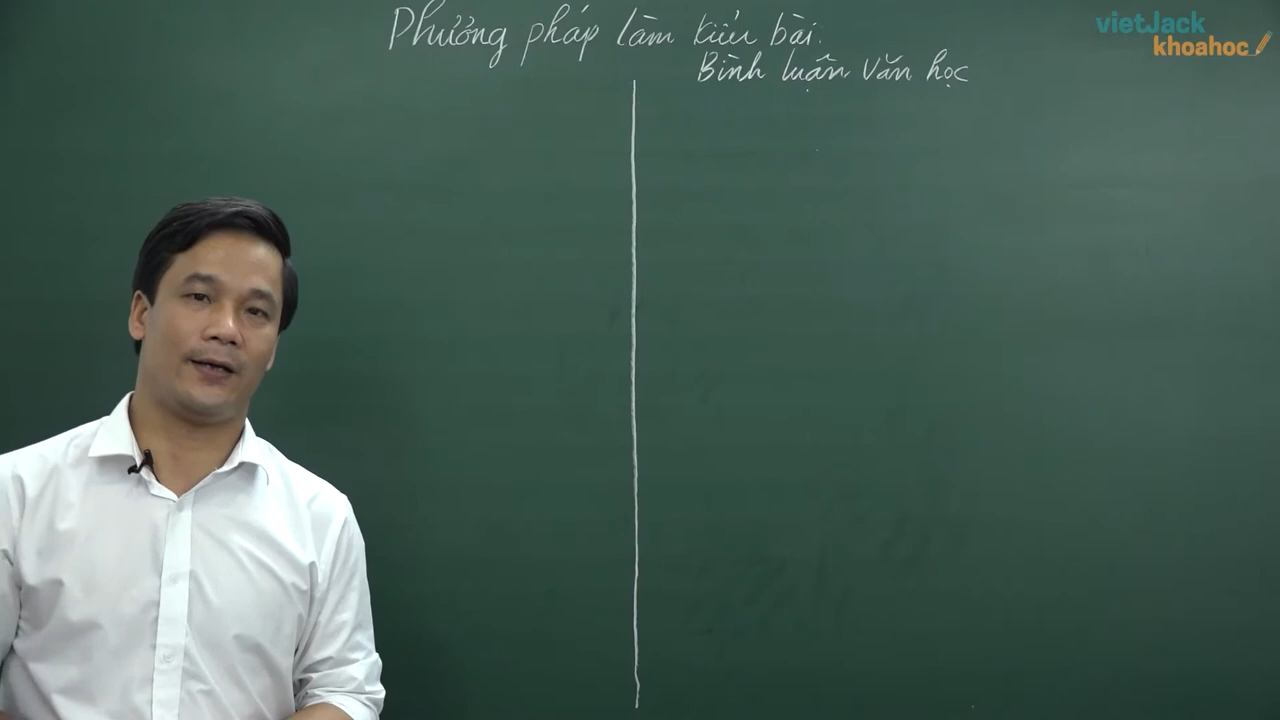 Phương pháp làm kiểu bài:
Bình luận văn học
vietJack
khoahoc